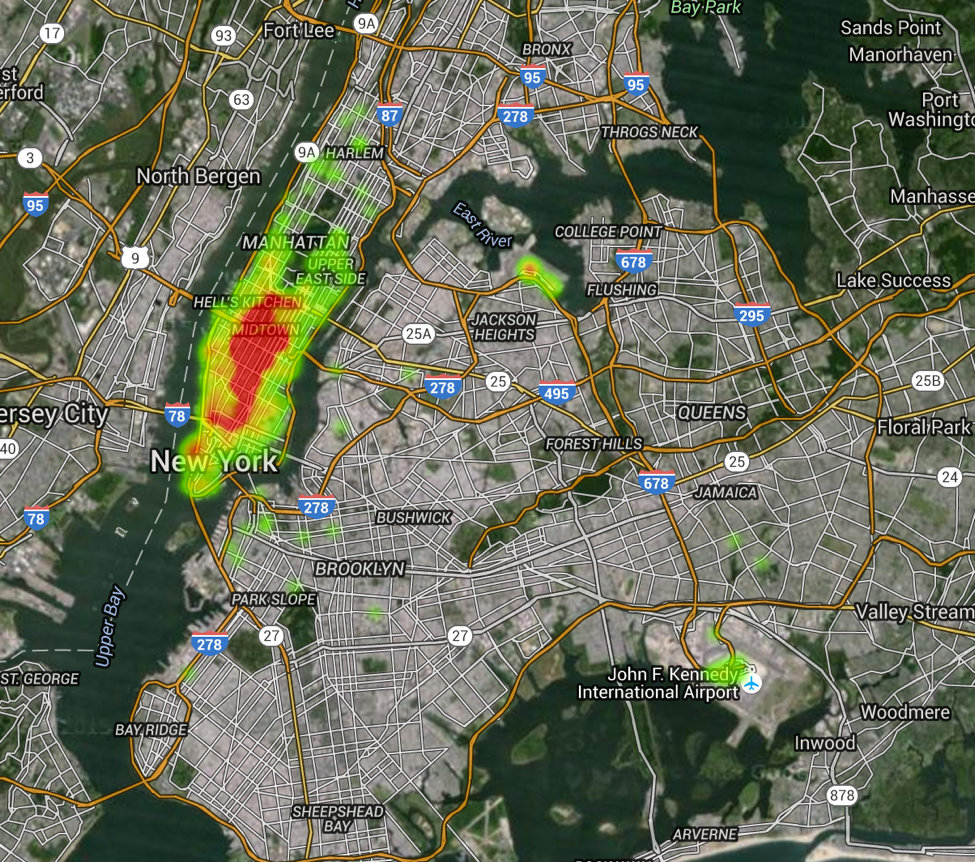 Bay Park
17
93
Fort Lee
9A
Sands Point
Manorhaven
BRONX
95
95
st
erford
63
87
278
Port
Washingto
THROGS NECK
3
9A
HARLEM
North Bergen
95
Manhasse
East River
COLLEGE POINT
MANHATTAN
9
678
UPPER
EAST SIDE
Lake Success
FLUSHING
HELL'S KITCHEN
MIDTOWN
295
25A
JACKSON
HEIGHTS
278
25
495
25B
ersey City
78
QUEENS
Floral Park
40
FOREST HILLS
New York
25
24
678
JAMAICA
278
78
BUSHWICK
BROOKLYN
PARK SLOPE
Valley Stream
Upper Bay
278
27
27
ST. GEORGE
John F. Kennedy
International Airport
BAY RIDGE
Woodmere
Inwood
878
SHEEPSHEAD
BAY
ARVERNE